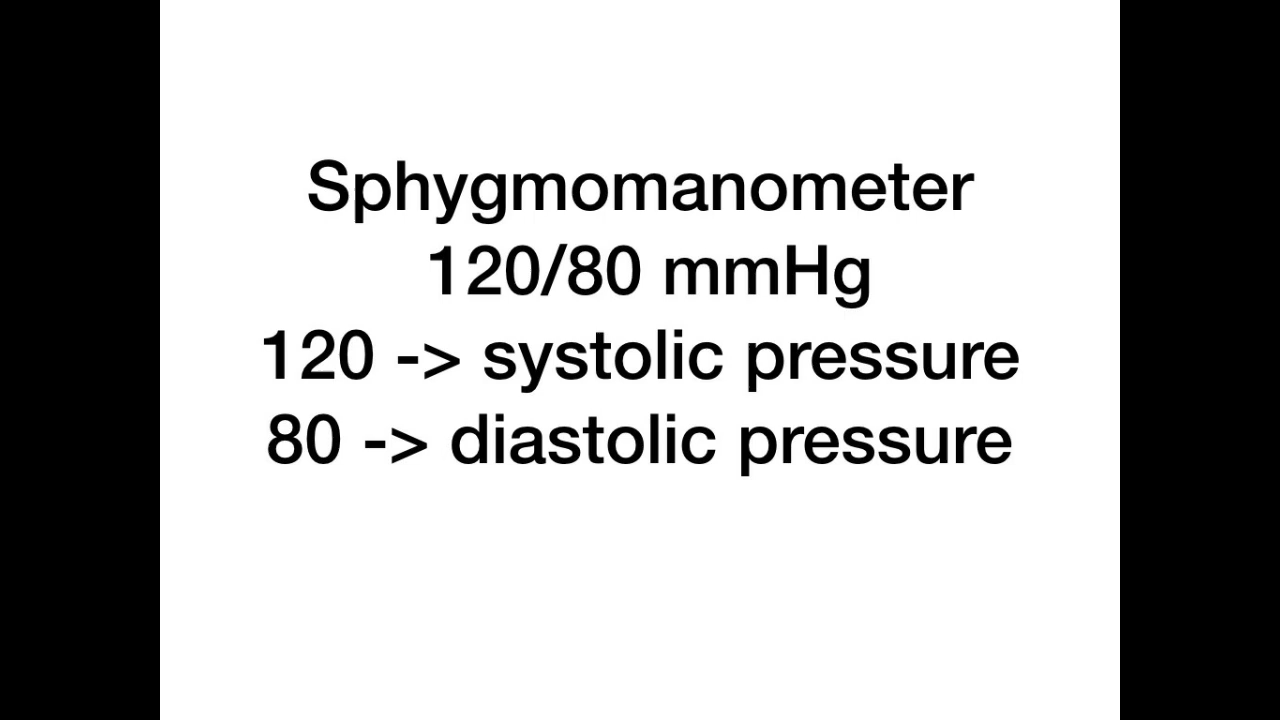 Sphygmomanometer
120/80 mmHg
120 -> systolic pressure
80 -> diastolic pressure